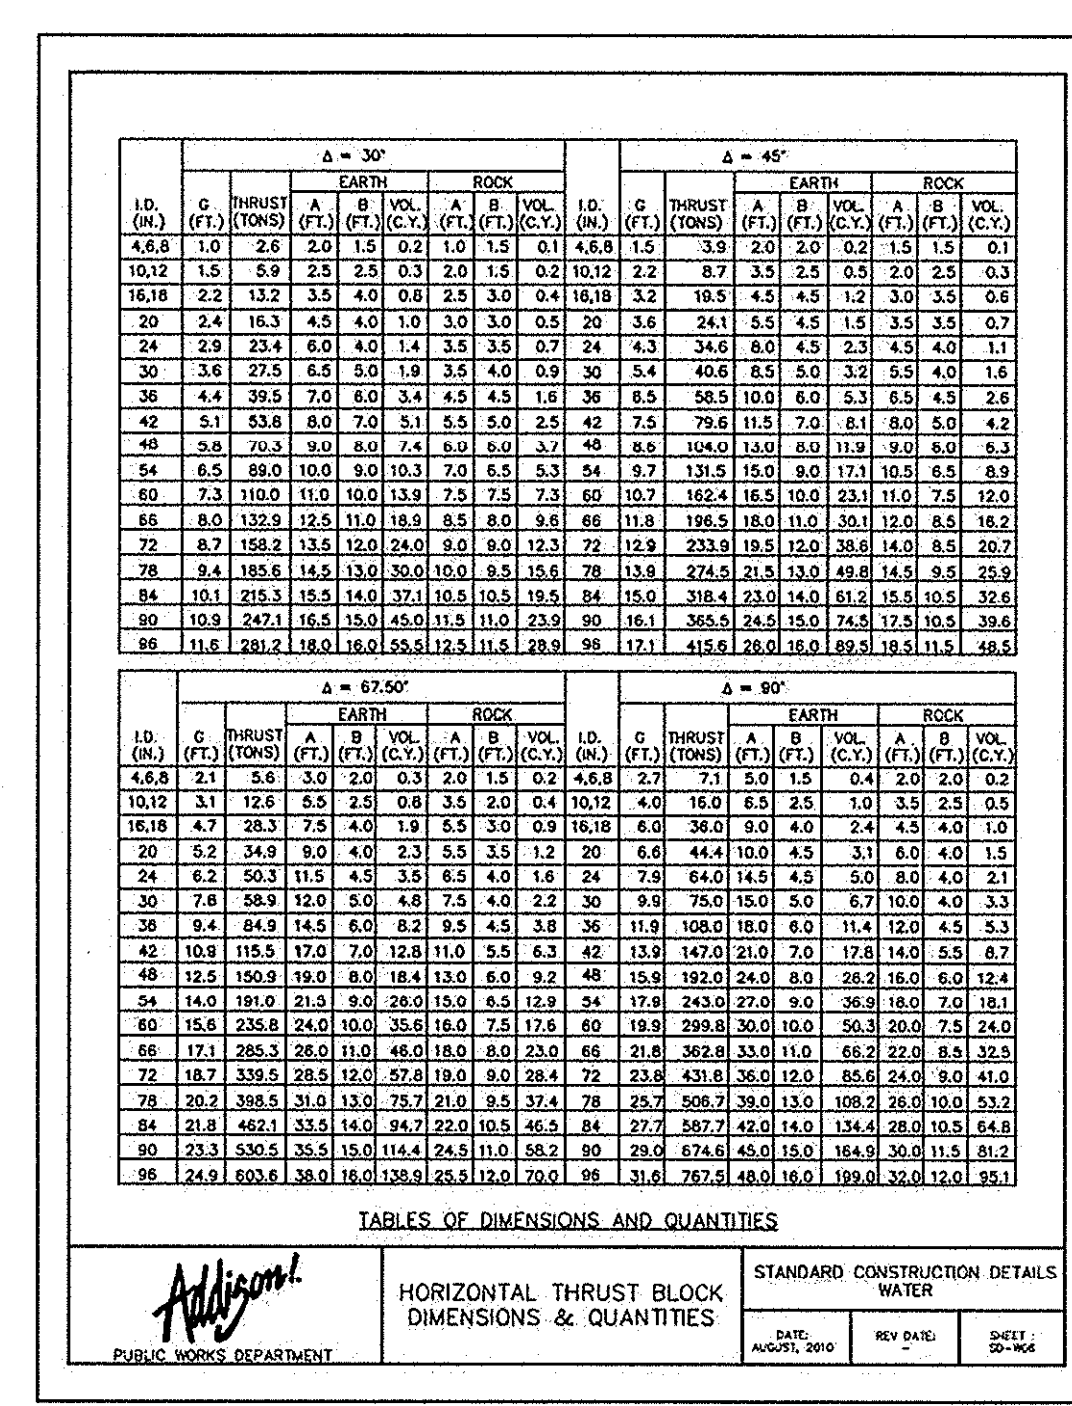 Δ = 30° Δ = 45°
EARTH ROCK EARTH ROCK
I.D. (IN.) G (FT.) THRUST (TONS) A (FT.) B (FT.) VOL. (C.Y.) A (FT.) B (FT.) VOL. (C.Y.) I.D. (IN.) G (FT.) THRUST (TONS) A (FT.) B (FT.) VOL. (C.Y.) A (FT.) B (FT.) VOL. (C.Y.)
4,6,8 1.0 2.6 2.0 1.5 0.2 1.0 1.5 0.1 4,6,8 1.5 3.9 2.0 2.0 0.2 1.5 1.5 0.1
10,12 1.5 5.9 2.5 2.5 0.3 2.0 1.5 0.2 10,12 2.2 8.7 3.5 2.5 0.5 2.0 2.5 0.3
16,18 2.2 13.2 3.5 4.0 0.8 2.5 3.0 0.4 16,18 3.2 19.5 4.5 4.5 1.2 3.0 3.5 0.6
20 2.4 16.3 4.5 4.0 1.0 3.0 3.0 0.5 20 3.6 24.1 5.5 4.5 1.5 3.5 3.5 0.7
24 2.9 23.4 6.0 4.0 1.4 3.5 3.5 0.7 24 4.3 34.6 8.0 4.5 2.3 4.5 4.0 1.1
30 3.6 27.5 6.5 5.0 1.9 3.5 4.0 0.9 30 5.4 40.6 8.5 5.0 3.2 5.5 4.0 1.6
36 4.4 39.5 7.0 6.0 3.4 4.5 4.5 1.6 36 6.5 58.5 10.0 6.0 5.3 6.5 4.5 2.6
42 5.1 53.8 8.0 7.0 5.1 5.5 5.0 2.5 42 7.5 79.6 11.5 7.0 8.1 8.0 5.0 4.2
48 5.8 70.3 9.0 8.0 7.4 6.0 6.0 3.7 48 8.6 104.0 13.0 8.0 11.9 9.0 6.0 6.3
54 6.5 89.0 10.0 9.0 10.3 7.0 6.5 5.3 54 9.7 131.5 15.0 9.0 17.1 10.5 6.5 8.9
60 7.3 110.0 11.0 10.0 13.9 7.5 7.5 7.3 60 10.7 162.4 16.5 10.0 23.1 11.0 7.5 12.0
66 8.0 132.9 12.5 11.0 18.9 8.5 8.0 9.6 66 11.8 196.5 18.0 11.0 30.1 12.0 8.5 16.2
72 8.7 158.2 13.5 12.0 24.0 9.0 9.0 12.3 72 12.9 233.9 19.5 12.0 38.6 14.0 8.5 20.7
78 9.4 185.6 14.5 13.0 30.0 10.0 9.5 15.6 78 13.9 274.5 21.5 13.0 49.8 14.5 9.5 25.9
84 10.1 215.3 15.5 14.0 37.1 10.5 10.5 19.5 84 15.0 318.4 23.0 14.0 61.2 15.5 10.5 32.6
90 10.9 247.1 16.5 15.0 45.0 11.5 11.0 23.9 90 16.1 365.5 24.5 15.0 74.5 17.5 10.5 39.6
96 11.6 281.2 18.0 16.0 55.5 12.5 11.5 28.9 96 17.1 415.6 26.0 16.0 89.5 18.5 11.5 48.5
Δ = 67.50° Δ = 90°
EARTH ROCK EARTH ROCK
I.D. (IN.) G (FT.) THRUST (TONS) A (FT.) B (FT.) VOL. (C.Y.) A (FT.) B (FT.) VOL. (C.Y.) I.D. (IN.) G (FT.) THRUST (TONS) A (FT.) B (FT.) VOL. (C.Y.) A (FT.) B (FT.) VOL. (C.Y.)
4,6,8 2.1 5.6 3.0 2.0 0.3 2.0 1.5 0.2 4,6,8 2.7 7.1 5.0 1.5 0.4 2.0 2.0 0.2
10,12 3.1 12.6 5.5 2.5 0.8 3.5 2.0 0.4 10,12 4.0 16.0 6.5 2.5 1.0 3.5 2.5 0.5
16,18 4.7 28.3 7.5 4.0 1.9 5.5 3.0 0.9 16,18 6.0 36.0 9.0 4.0 2.4 4.5 4.0 1.0
20 5.2 34.9 9.0 4.0 2.3 5.5 3.5 1.2 20 6.6 44.4 10.0 4.5 3.1 6.0 4.0 1.5
24 6.2 50.3 11.5 4.5 3.5 6.5 4.0 1.6 24 7.9 64.0 14.5 4.5 5.0 8.0 4.0 2.1
30 7.8 58.9 12.0 5.0 4.8 7.5 4.0 2.2 30 9.9 75.0 15.0 5.0 6.7 10.0 4.0 3.3
36 9.4 84.9 14.5 6.0 8.2 9.5 4.5 3.8 36 11.9 108.0 18.0 6.0 11.4 12.0 4.5 5.3
42 10.9 115.5 17.0 7.0 12.8 11.0 5.5 6.3 42 13.9 147.0 21.0 7.0 17.8 14.0 5.5 8.7
48 12.5 150.9 19.0 8.0 18.4 13.0 6.0 9.2 48 15.9 192.0 24.0 8.0 26.2 16.0 6.0 12.4
54 14.0 191.0 21.5 9.0 26.0 15.0 6.5 12.9 54 17.9 243.0 27.0 9.0 36.9 18.0 7.0 18.1
60 15.6 235.8 24.0 10.0 35.6 16.0 7.5 17.6 60 19.9 299.8 30.0 10.0 50.3 20.0 7.5 24.0
66 17.1 285.3 26.0 11.0 46.0 18.0 8.0 23.0 66 21.8 362.8 33.0 11.0 66.2 22.0 8.5 32.5
72 18.7 339.5 28.5 12.0 57.8 19.0 9.0 28.4 72 23.8 431.8 36.0 12.0 85.6 24.0 9.0 41.0
78 20.2 398.5 31.0 13.0 75.7 21.0 9.5 37.4 78 25.7 506.7 39.0 13.0 108.2 26.0 10.0 53.2
84 21.8 462.1 33.5 14.0 94.7 22.0 10.5 46.5 84 27.7 587.7 42.0 14.0 134.4 28.0 10.5 64.8
90 23.3 530.5 35.5 15.0 114.4 24.5 11.0 58.2 90 29.0 674.6 45.0 15.0 164.9 30.0 11.5 81.2
96 24.9 603.6 38.0 16.0 138.9 25.5 12.0 70.0 96 31.6 767.5 48.0 16.0 199.0 32.0 12.0 95.1
TABLES OF DIMENSIONS AND QUANTITIES
Addison!
PUBLIC WORKS DEPARTMENT
HORIZONTAL THRUST BLOCK
DIMENSIONS & QUANTITIES
STANDARD CONSTRUCTION DETAILS
WATER
DATE:
AUGUST, 2010
REV DATE:
-
SHEET :
SD-W06